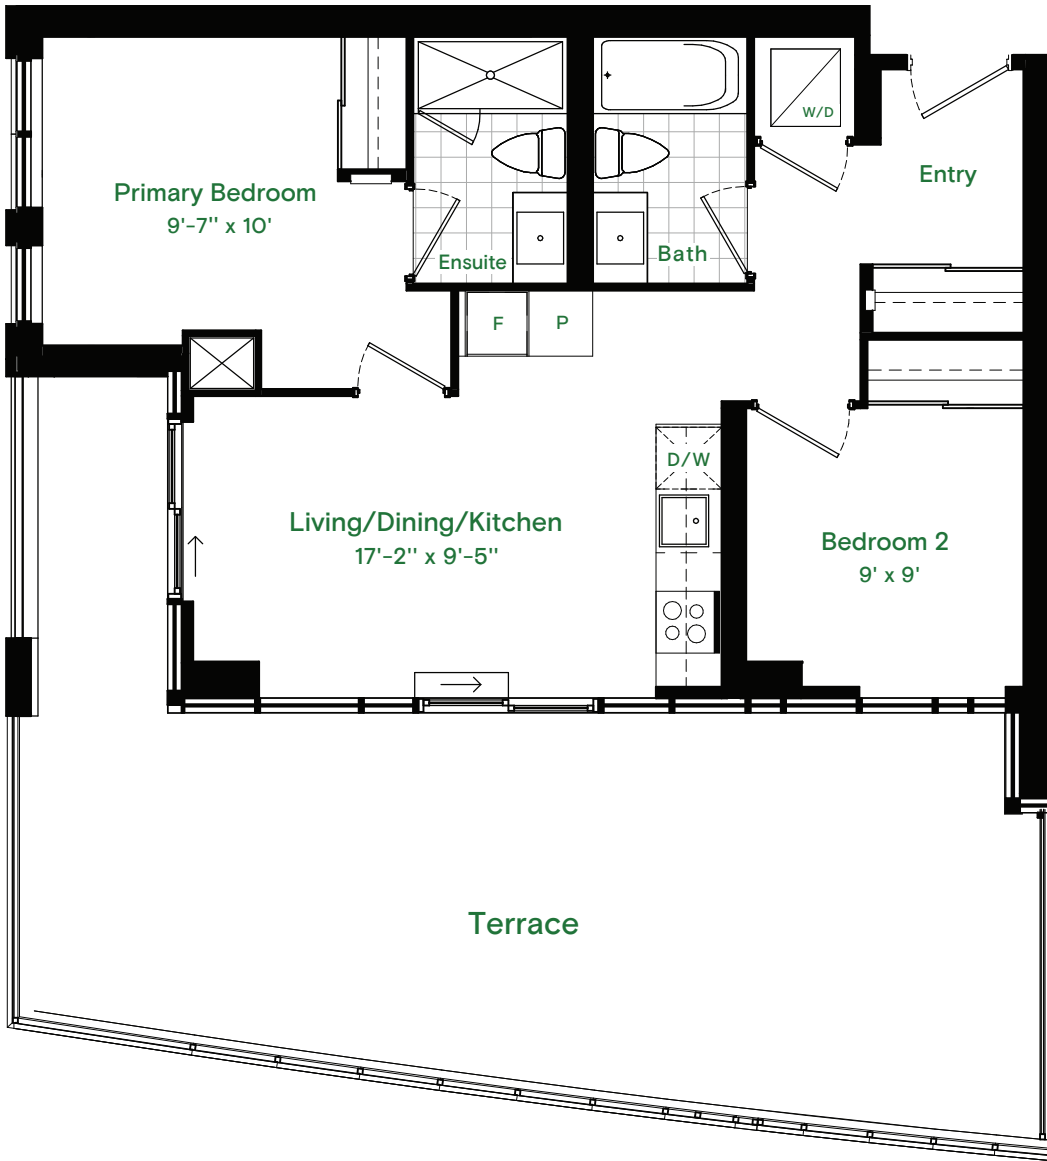 W/D
Entry
Primary Bedroom
9'-7" x 10'
Ensuite
Bath
F
P
D/W
Living/Dining/Kitchen
17'-2" x 9'-5"
Bedroom 2
9' x 9'
Terrace